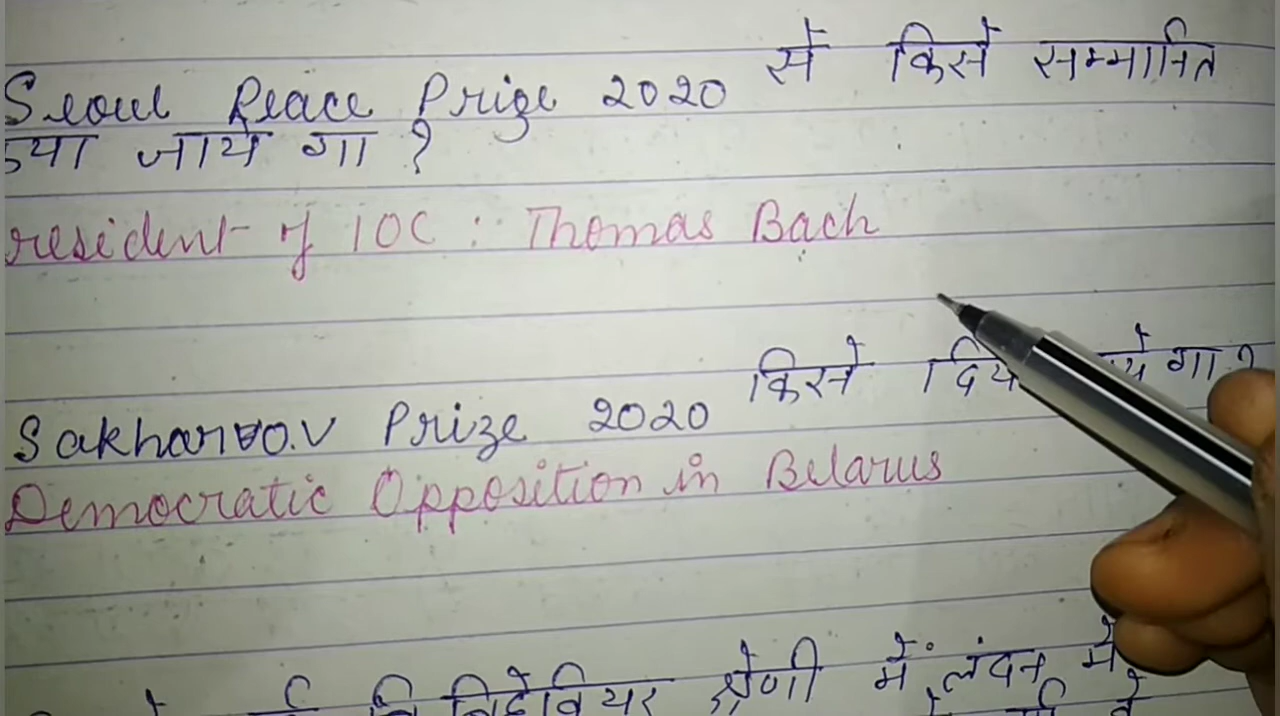 Seoul Peace Prize 2020 से किसे सम्मानित
जाये गा ?
resident of IOC : Thomas Bach
Sakharov Prize 2020 किसे गा ?
Democratic Opposition in Belarus
श्रेणी में लंदन में